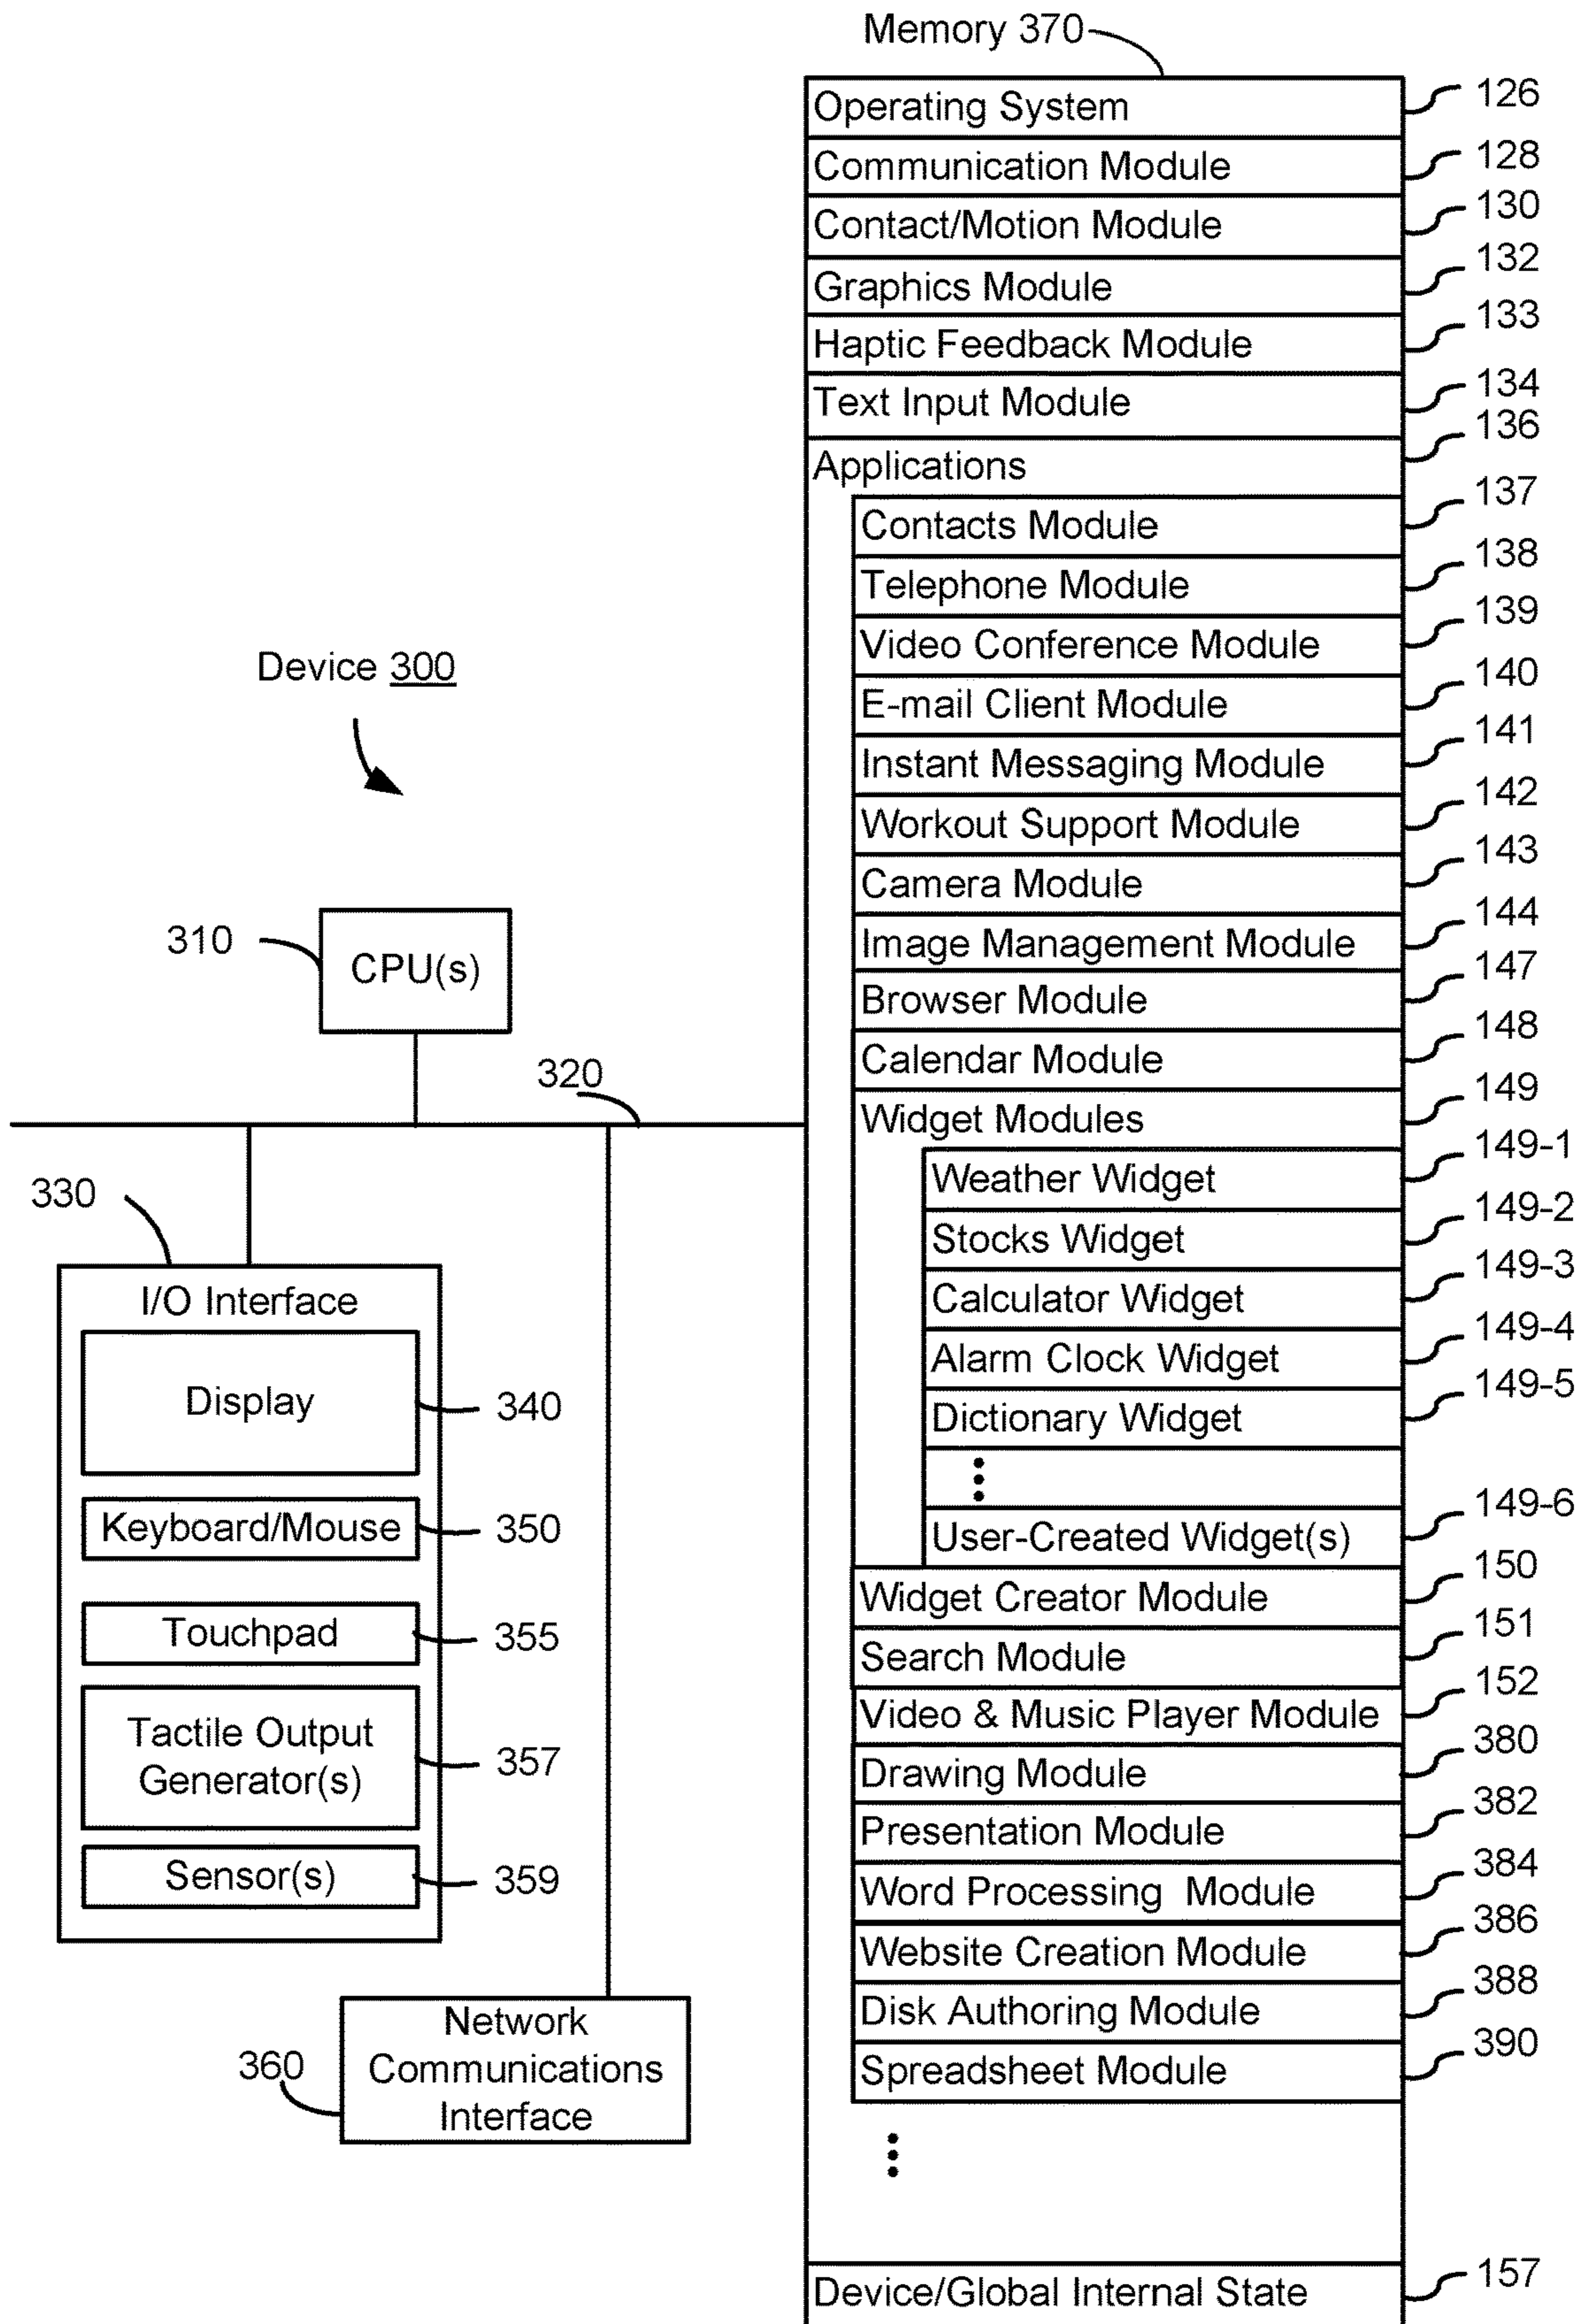 Memory 370
Operating System 126
Communication Module 128
Contact/Motion Module 130
Graphics Module 132
Haptic Feedback Module 133
Text Input Module 134
Applications 136
Contacts Module 137
Telephone Module 138
Video Conference Module 139
E-mail Client Module 140
Instant Messaging Module 141
Workout Support Module 142
Camera Module 143
Image Management Module 144
Browser Module 147
Calendar Module 148
Widget Modules 149
Weather Widget 149-1
Stocks Widget 149-2
Calculator Widget 149-3
Alarm Clock Widget 149-4
Dictionary Widget 149-5
User-Created Widget(s) 149-6
Widget Creator Module 150
Search Module 151
Video & Music Player Module 152
Drawing Module 380
Presentation Module 382
Word Processing Module 384
Website Creation Module 386
Disk Authoring Module 388
Spreadsheet Module 390
Device/Global Internal State 157
Device 300
310
CPU(s)
320
330
I/O Interface
Display 340
Keyboard/Mouse 350
Touchpad 355
Tactile Output
Generator(s) 357
Sensor(s) 359
360
Network
Communications
Interface